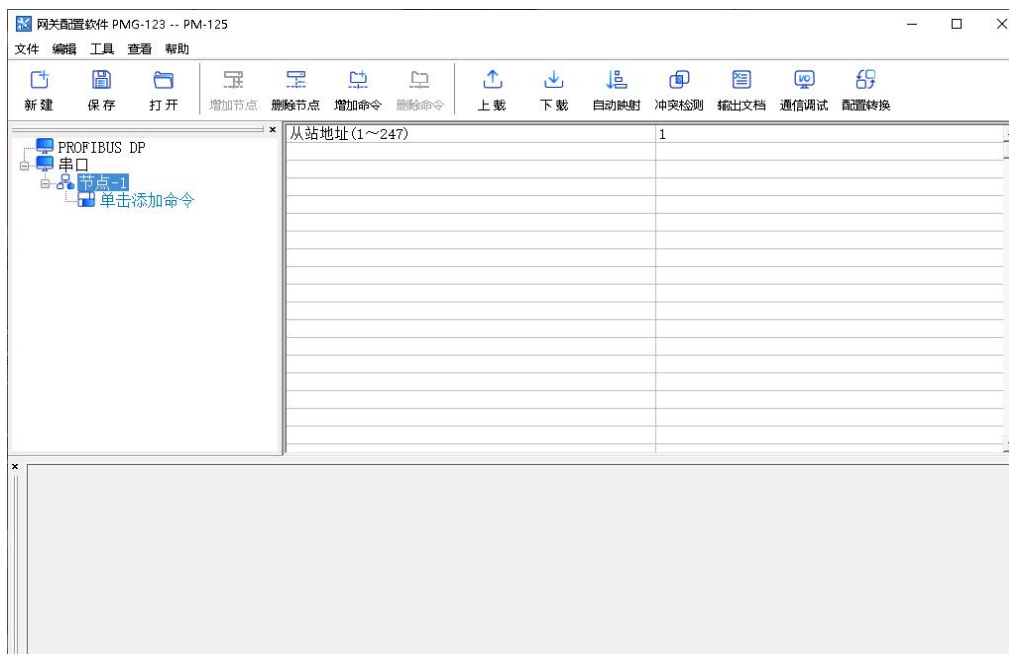 网关配置软件 PMG-123 -- PM-125
文件 编辑 工具 查看 帮助
新建 保存 打开 增加节点 删除节点 增加命令 删除命令 上载 下载 自动映射 冲突检测 输出文档 通信调试 配置转换
PROFIBUS DP
串口
节点-1
单击添加命令
从站地址(1～247) 1